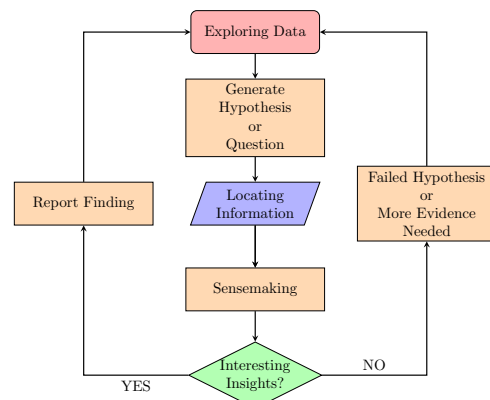 Exploring Data
Generate
Hypothesis
or
Question
Locating
Information
Report Finding
Failed Hypothesis
or
More Evidence
Needed
Sensemaking
Interesting
Insights?
YES
NO